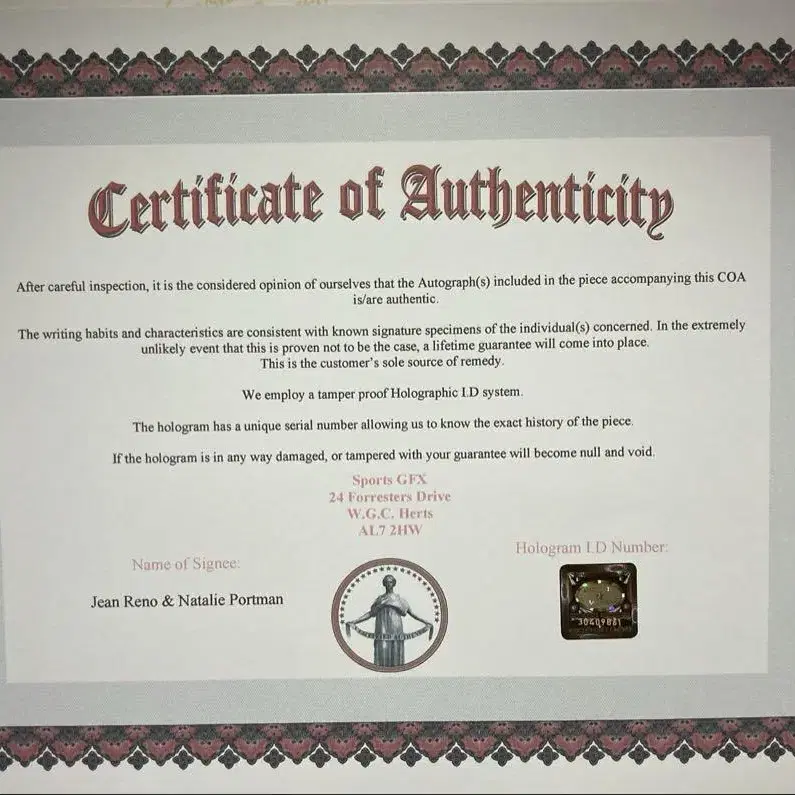 Certificate of Authenticity
After careful inspection, it is the considered opinion of ourselves that the Autograph(s) included in the piece accompanying this COA
is/are authentic.
The writing habits and characteristics are consistent with known signature specimens of the individual(s) concerned. In the extremely
unlikely event that this is proven not to be the case, a lifetime guarantee will come into place.
This is the customer's sole source of remedy.
We employ a tamper proof Holographic I.D system.
The hologram has a unique serial number allowing us to know the exact history of the piece.
If the hologram is in any way damaged, or tampered with your guarantee will become null and void.
Sports GFX
24 Forresters Drive
W.G.C. Herts
AL7 2HW
Name of Signee:
Jean Reno & Natalie Portman
Hologram I.D Number: